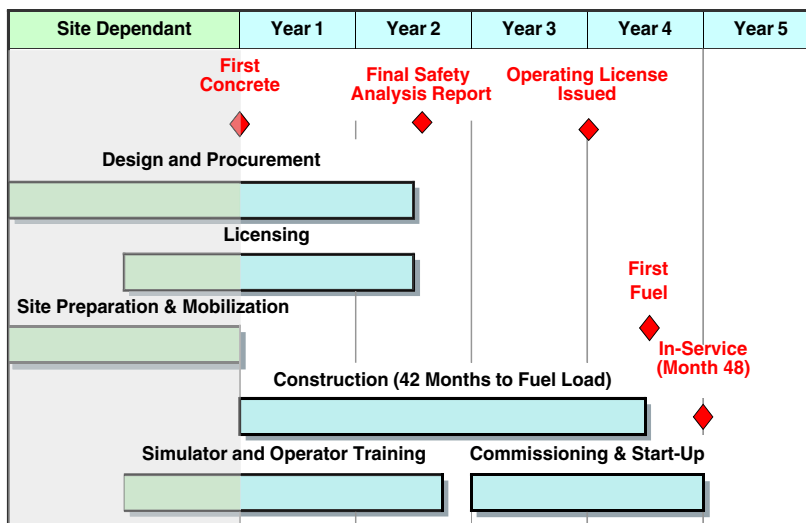 Site Dependant Year 1 Year 2 Year 3 Year 4 Year 5
First
Concrete
Final Safety
Analysis Report
Operating License
Issued
Design and Procurement
Licensing
First
Fuel
Site Preparation & Mobilization
In-Service
(Month 48)
Construction (42 Months to Fuel Load)
Simulator and Operator Training
Commissioning & Start-Up